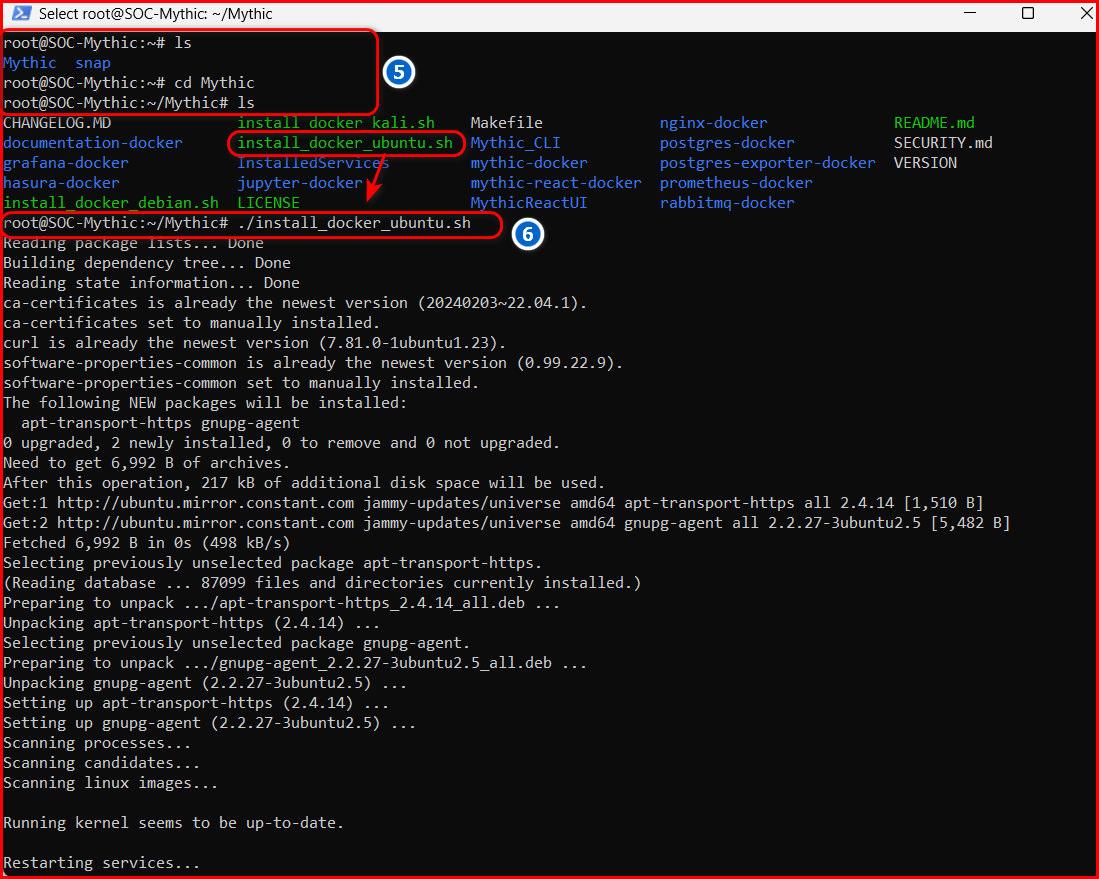 Select root@SOC-Mythic: ~/Mythic
root@SOC-Mythic:~# ls
Mythic  snap
root@SOC-Mythic:~# cd Mythic
root@SOC-Mythic:~/Mythic# ls
5
CHANGELOG.MD  install_docker_kali.sh  Makefile  nginx-docker  README.md
documentation-docker  install_docker_ubuntu.sh  Mythic_CLI  postgres-docker  SECURITY.md
grafana-docker  InstalledServices  mythic-docker  postgres-exporter-docker  VERSION
hasura-docker  jupyter-docker  mythic-react-docker  prometheus-docker
install_docker_debian.sh  LICENSE  MythicReactUI  rabbitmq-docker
root@SOC-Mythic:~/Mythic# ./install_docker_ubuntu.sh
6
Reading package lists... Done
Building dependency tree... Done
Reading state information... Done
ca-certificates is already the newest version (20240203~22.04.1).
ca-certificates set to manually installed.
curl is already the newest version (7.81.0-1ubuntu1.23).
software-properties-common is already the newest version (0.99.22.9).
software-properties-common set to manually installed.
The following NEW packages will be installed:
  apt-transport-https gnupg-agent
0 upgraded, 2 newly installed, 0 to remove and 0 not upgraded.
Need to get 6,992 B of archives.
After this operation, 217 kB of additional disk space will be used.
Get:1 http://ubuntu.mirror.constant.com jammy-updates/universe amd64 apt-transport-https all 2.4.14 [1,510 B]
Get:2 http://ubuntu.mirror.constant.com jammy-updates/universe amd64 gnupg-agent all 2.2.27-3ubuntu2.5 [5,482 B]
Fetched 6,992 B in 0s (498 kB/s)
Selecting previously unselected package apt-transport-https.
(Reading database ... 87099 files and directories currently installed.)
Preparing to unpack .../apt-transport-https_2.4.14_all.deb ...
Unpacking apt-transport-https (2.4.14) ...
Selecting previously unselected package gnupg-agent.
Preparing to unpack .../gnupg-agent_2.2.27-3ubuntu2.5_all.deb ...
Unpacking gnupg-agent (2.2.27-3ubuntu2.5) ...
Setting up apt-transport-https (2.4.14) ...
Setting up gnupg-agent (2.2.27-3ubuntu2.5) ...
Scanning processes...
Scanning candidates...
Scanning linux images...
Running kernel seems to be up-to-date.
Restarting services...